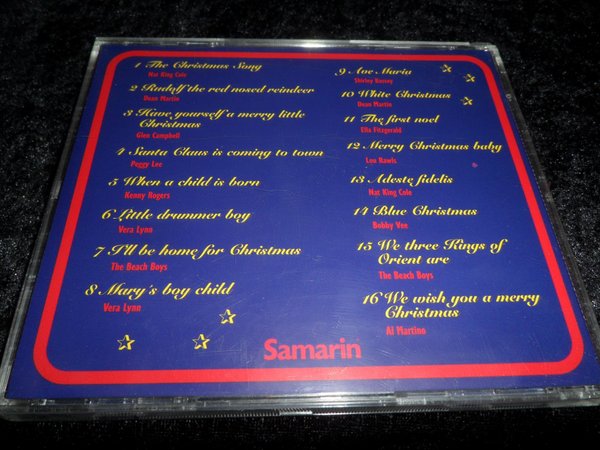 1 The Christmas Song
Nat King Cole
2 Rudolf the red nosed reindeer
Dean Martin
3 Have yourself a merry little
Christmas
Glen Campbell
4 Santa Claus is coming to town
Peggy Lee
5 When a child is born
Kenny Rogers
6 Little drummer boy
Vera Lynn
7 I'll be home for Christmas
The Beach Boys
8 Mary's boy child
Vera Lynn
9 Ave Maria
Shirley Bassey
10 White Christmas
Dean Martin
11 The first noel
Ella Fitzgerald
12 Merry Christmas baby
Lou Rawls
13 Adeste fidelis
Nat King Cole
14 Blue Christmas
Bobby Vee
15 We three Kings of
Orient are
The Beach Boys
16 We wish you a merry
Christmas
Al Martino
Samarin